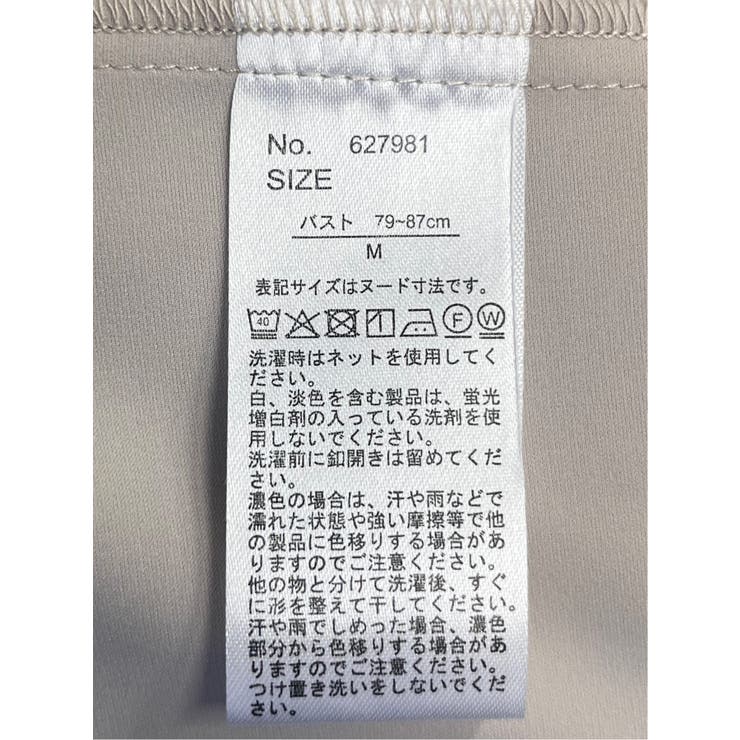 No. 627981
SIZE
バスト 79~87cm
M
表記サイズはヌード寸法です。
40 F W
洗濯時はネットを使用してく
ださい。
白、淡色を含む製品は、蛍光
増白剤の入っている洗剤を使
用しないでください。
洗濯前に釦開きは留めてくだ
さい。
濃色の場合は、汗や雨などで
濡れた状態や強い摩擦等で他
の製品に色移りする場合があ
りますのでご注意ください。
他の物と分けて洗濯後、すぐ
に形を整えて干してください。
汗や雨でしめった場合、濃色
部分から色移りする場合があ
りますのでご注意ください。
つけ置き洗いをしないでくだ
さい。